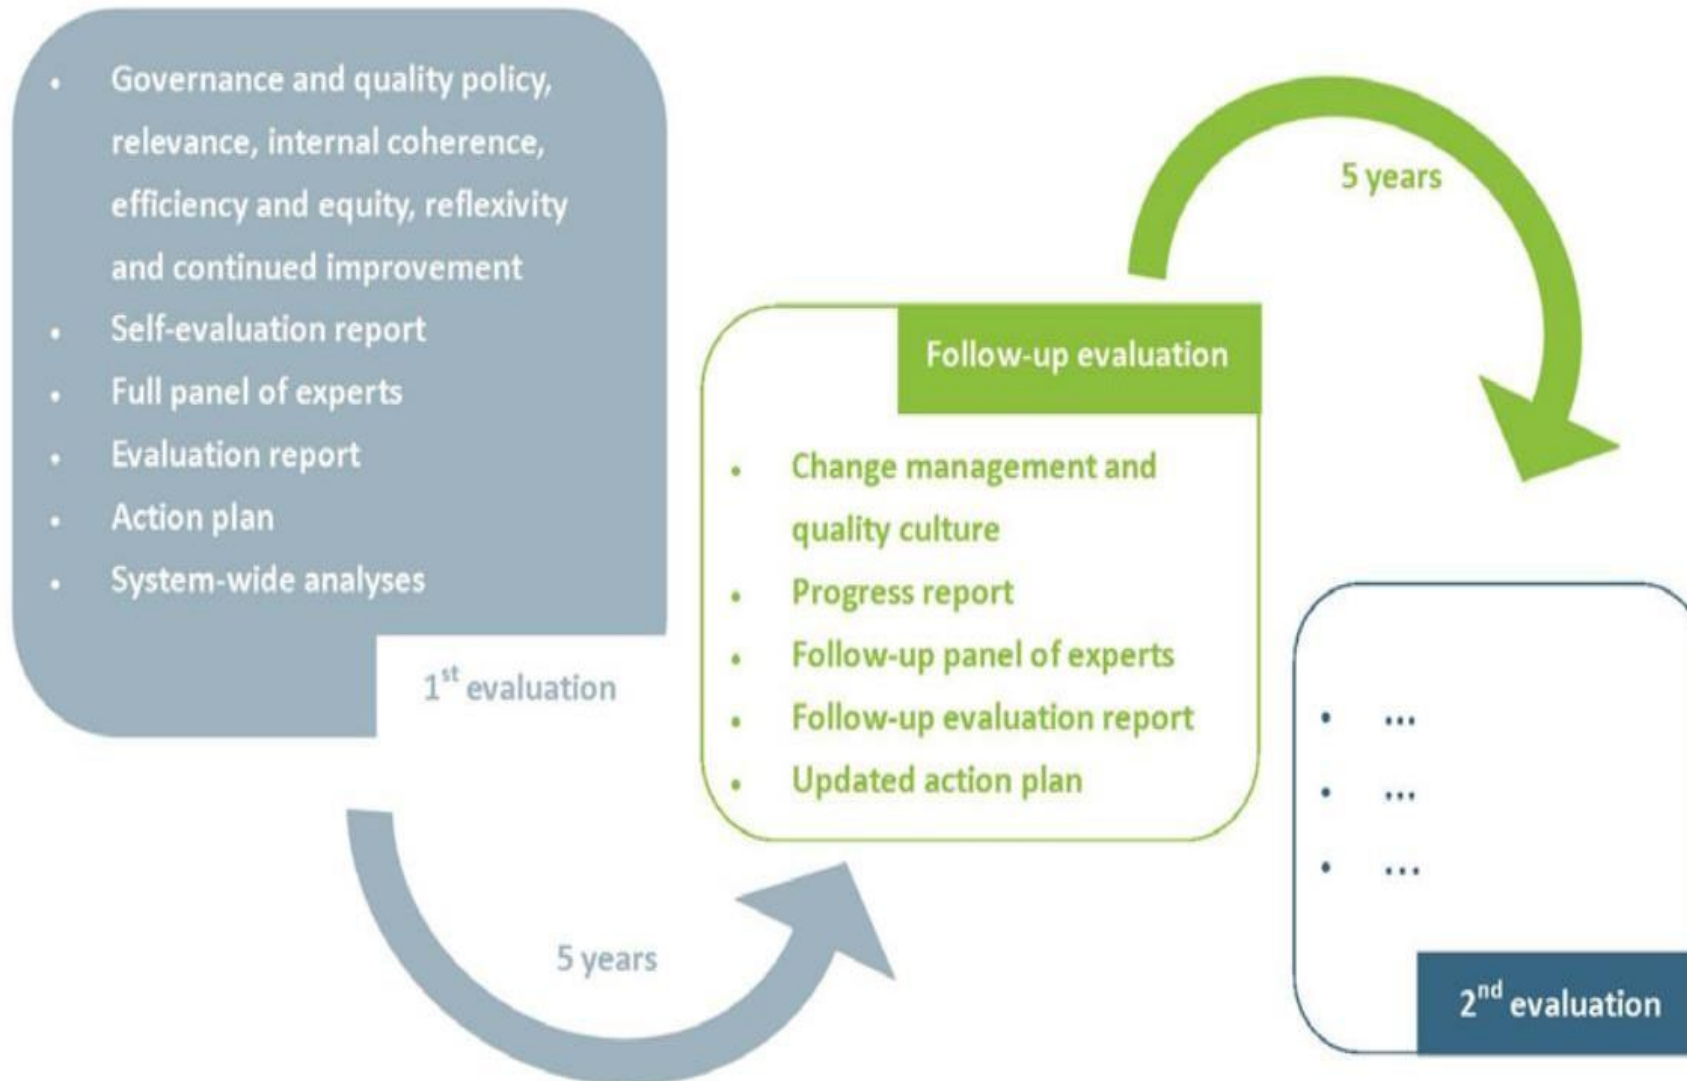 • Governance and quality policy,
relevance, internal coherence,
efficiency and equity, reflexivity
and continued improvement
• Self-evaluation report
• Full panel of experts
• Evaluation report
• Action plan
• System-wide analyses
1st evaluation
5 years
Follow-up evaluation
• Change management and
quality culture
• Progress report
• Follow-up panel of experts
• Follow-up evaluation report
• Updated action plan
5 years
• ...
• ...
• ...
2nd evaluation